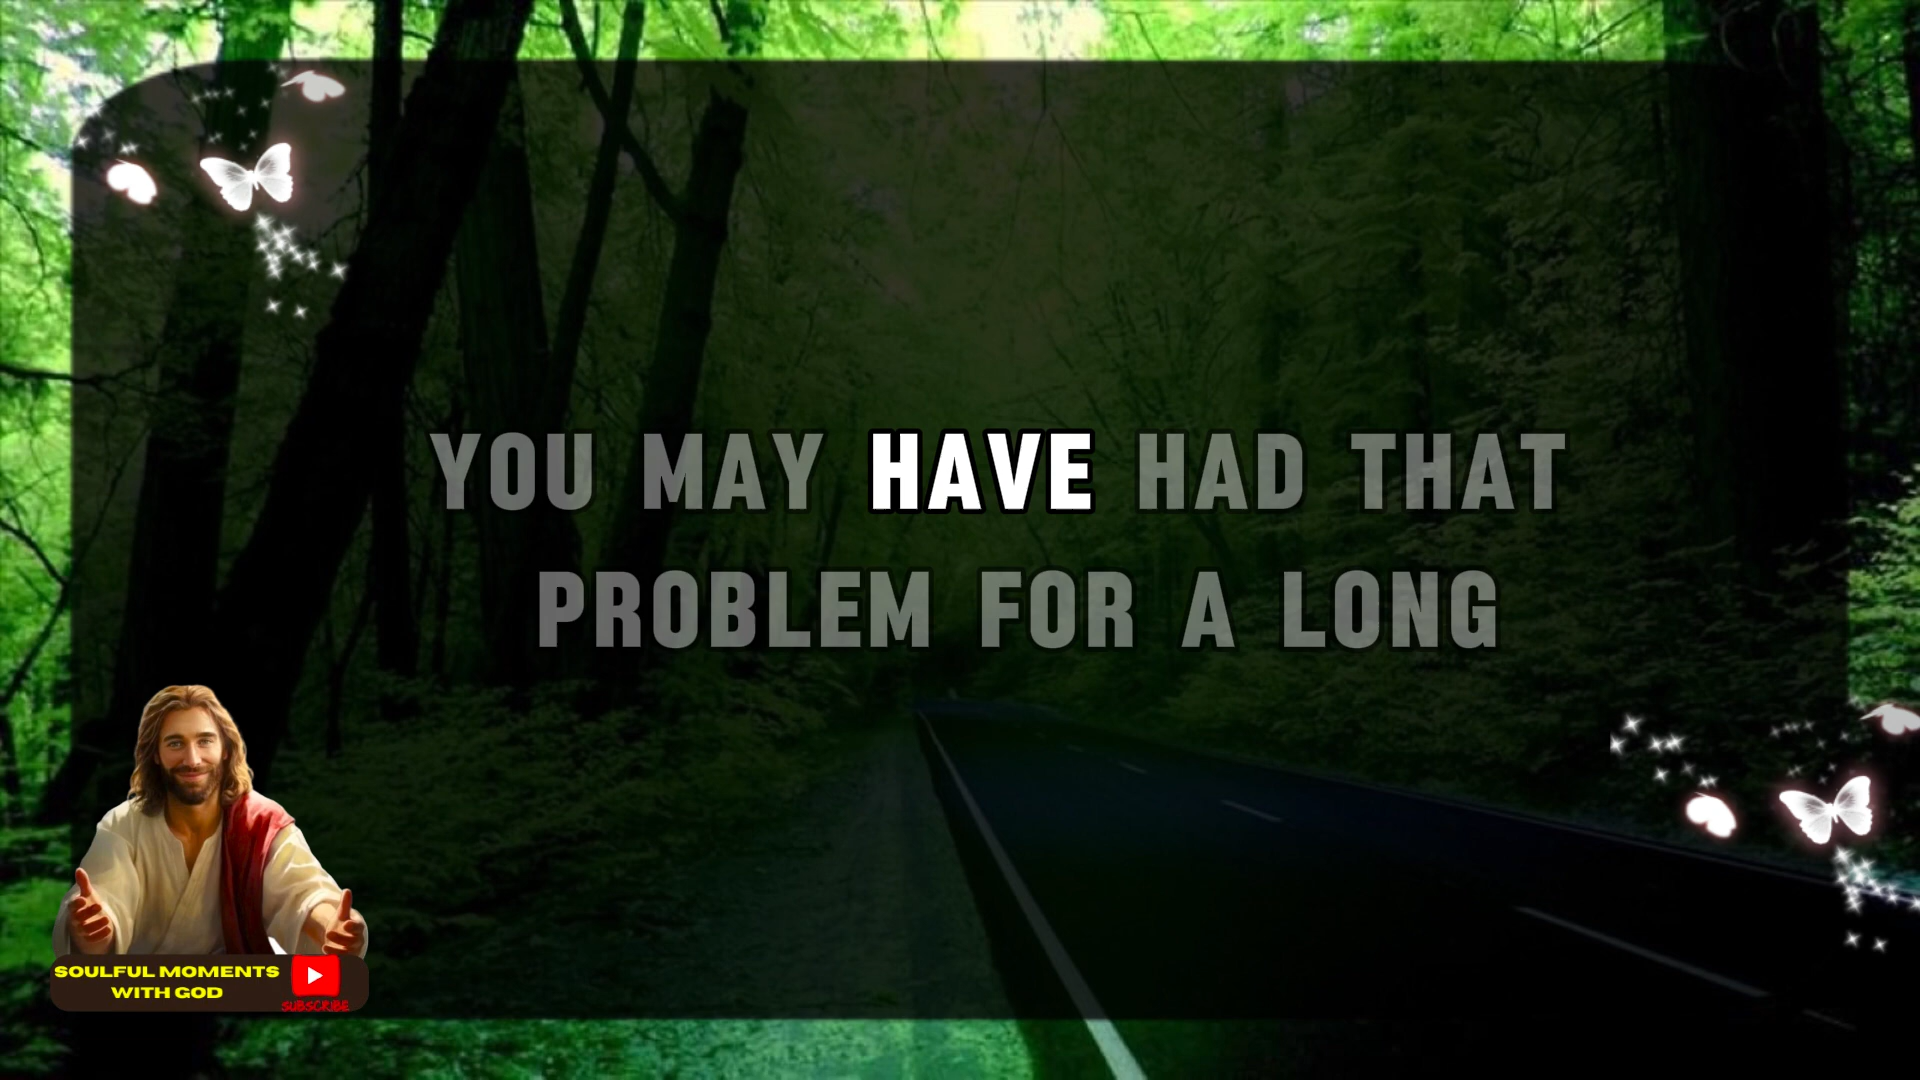 YOU MAY HAVE HAD THAT
PROBLEM FOR A LONG
SOULFUL MOMENTS
WITH GOD
SUBSCRIBE